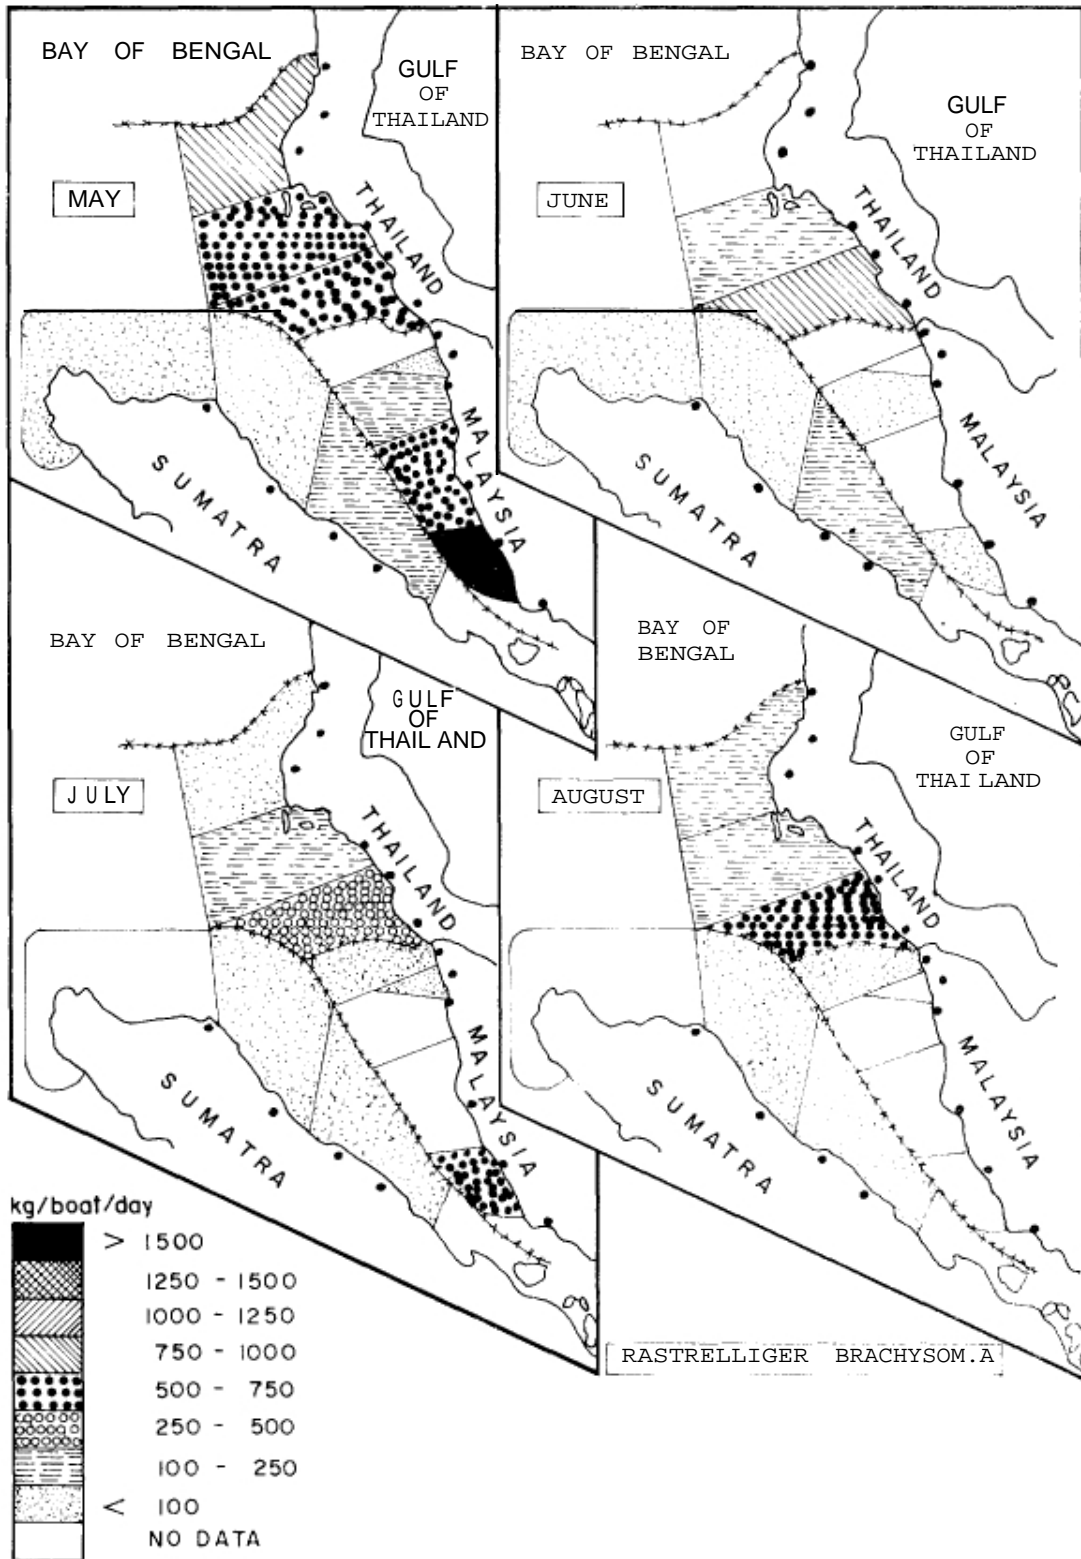 BAY OF BENGAL
GULF
OF
THAILAND
MAY
THAILAND
MALAYSIA
SUMATRA
BAY OF BENGAL
GULF
OF
THAILAND
JUNE
THAILAND
MALAYSIA
SUMATRA
BAY OF BENGAL
GULF
OF
THAIL AND
JULY
THAILAND
MALAYSIA
SUMATRA
BAY OF
BENGAL
GULF
OF
THAI LAND
AUGUST
THAILAND
MALAYSIA
SUMATRA
kg/boat/day
> 1500
1250 - 1500
1000 - 1250
750 - 1000
500 - 750
250 - 500
100 - 250
< 100
NO DATA
RASTRELLIGER BRACHYSOM.A